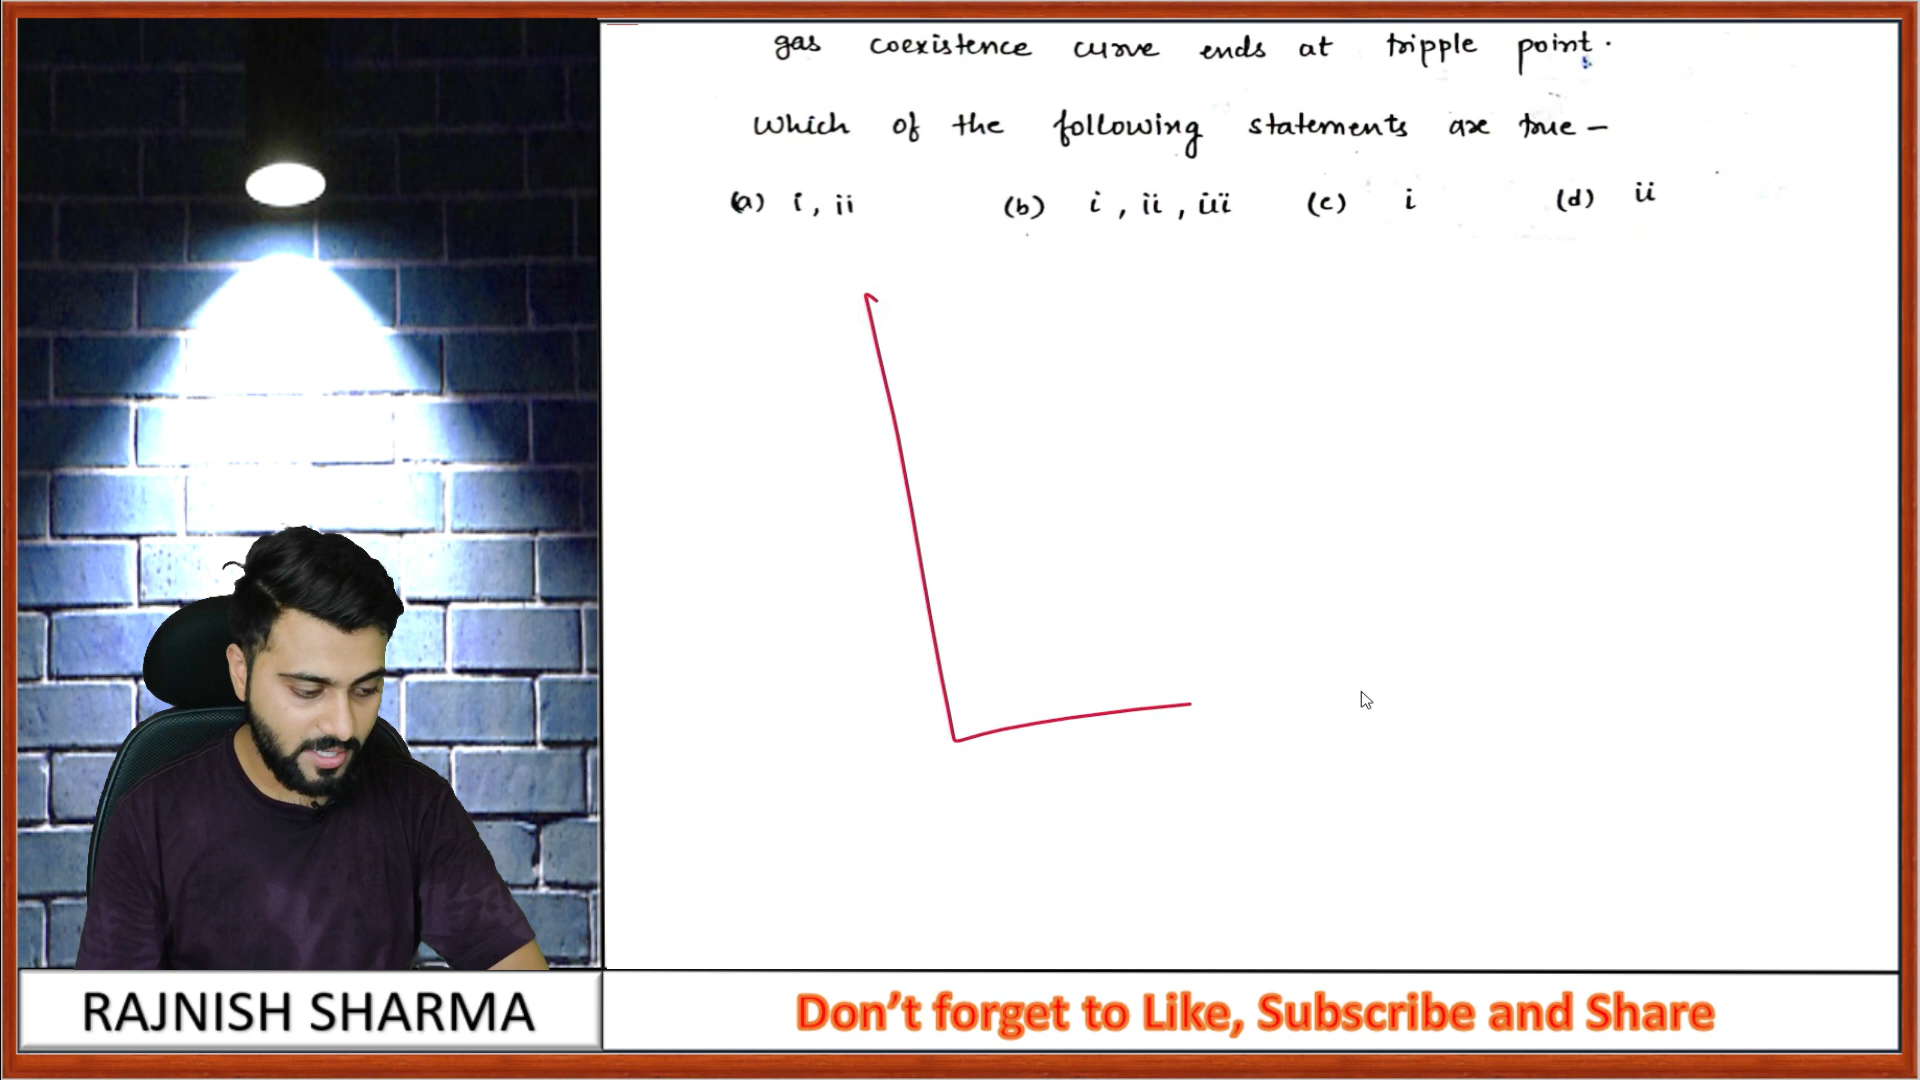 gas coexistence curve ends at tripple point.
Which of the following statements are true –
(a) i, ii (b) i, ii, iii (c) i (d) ii
RAJNISH SHARMA
Don't forget to Like, Subscribe and Share